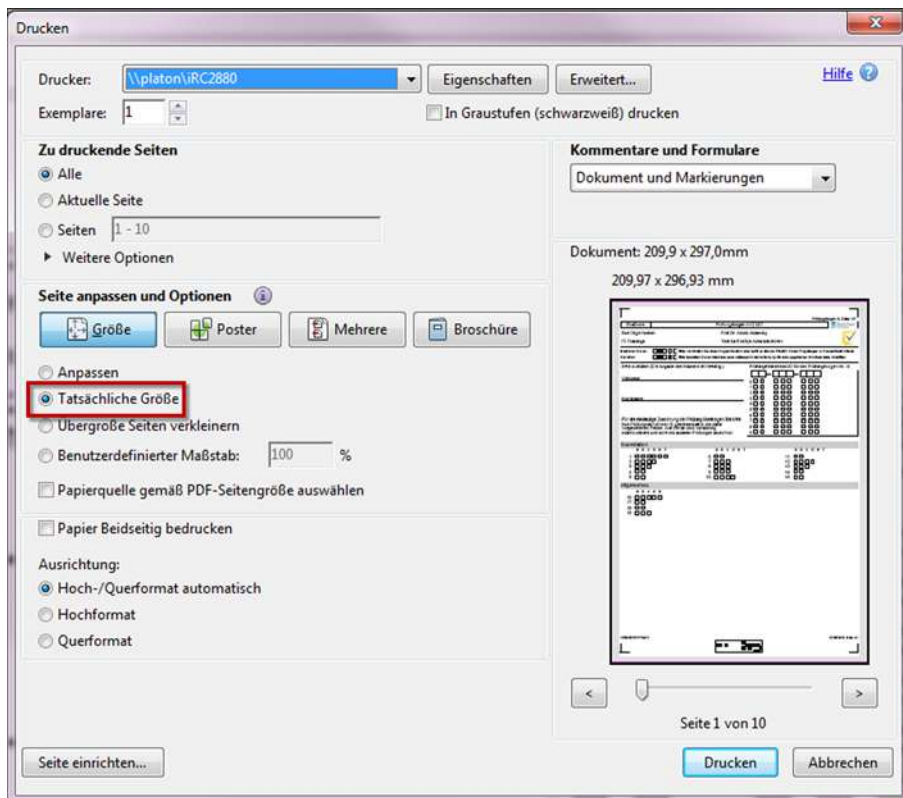 Drucken
Drucker: \\platon\iRC2880 Eigenschaften Erweitert... Hilfe
Exemplare: 1 In Graustufen (schwarzweiß) drucken
Zu druckende Seiten
Alle
Aktuelle Seite
Seiten 1 - 10
Weitere Optionen
Kommentare und Formulare
Dokument und Markierungen
Seite anpassen und Optionen
Größe Poster Mehrere Broschüre
Anpassen
Tatsächliche Größe
Übergroße Seiten verkleinern
Benutzerdefinierter Maßstab: 100 %
Papierquelle gemäß PDF-Seitengröße auswählen
Papier Beidseitig bedrucken
Ausrichtung:
Hoch-/Querformat automatisch
Hochformat
Querformat
Dokument: 209,9 x 297,0mm
209,97 x 296,93 mm
< >
Seite 1 von 10
Seite einrichten... Drucken Abbrechen